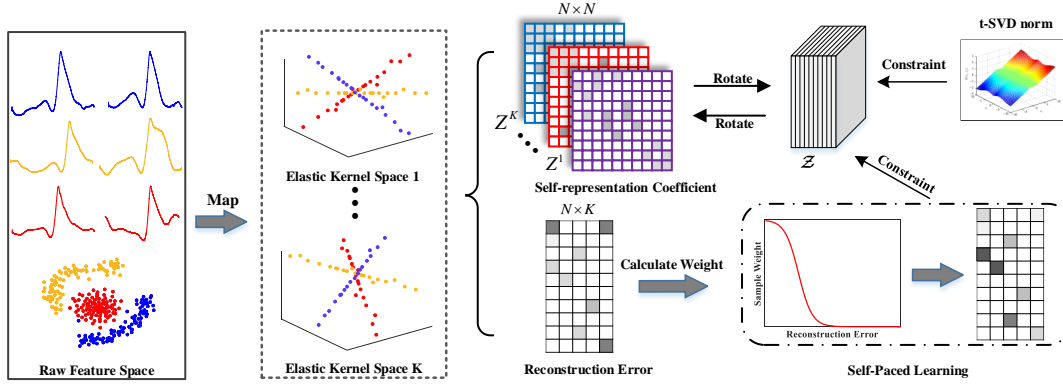 Raw Feature Space
Map
Elastic Kernel Space 1
Elastic Kernel Space K
N×N
Z^K
Z^1
Self-representation Coefficient
N×K
Reconstruction Error
Rotate
Rotate
Calculate Weight
𝒵
Constraint
t-SVD norm
Constraint
Sample Weight
Reconstruction Error
Self-Paced Learning